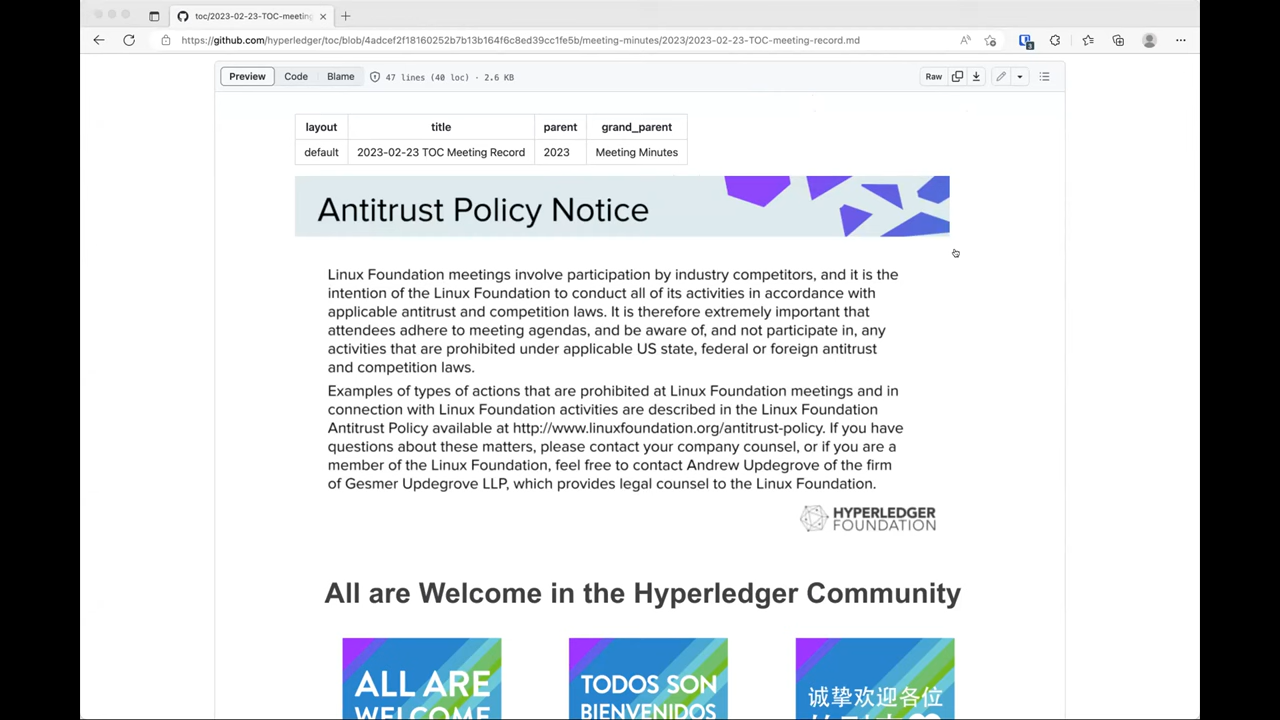 toc/2023-02-23-TOC-meeting
https://github.com/hyperledger/toc/blob/4adcef2f18160252b7b13b164f6c8ed39cc1fe5b/meeting-minutes/2023/2023-02-23-TOC-meeting-record.md
Preview Code Blame 47 lines (40 loc) · 2.6 KB Raw
layout title parent grand_parent
default 2023-02-23 TOC Meeting Record 2023 Meeting Minutes
Antitrust Policy Notice
Linux Foundation meetings involve participation by industry competitors, and it is the
intention of the Linux Foundation to conduct all of its activities in accordance with
applicable antitrust and competition laws. It is therefore extremely important that
attendees adhere to meeting agendas, and be aware of, and not participate in, any
activities that are prohibited under applicable US state, federal or foreign antitrust
and competition laws.
Examples of types of actions that are prohibited at Linux Foundation meetings and in
connection with Linux Foundation activities are described in the Linux Foundation
Antitrust Policy available at http://www.linuxfoundation.org/antitrust-policy. If you have
questions about these matters, please contact your company counsel, or if you are a
member of the Linux Foundation, feel free to contact Andrew Updegrove of the firm
of Gesmer Updegrove LLP, which provides legal counsel to the Linux Foundation.
HYPERLEDGER
FOUNDATION
All are Welcome in the Hyperledger Community
ALL ARE
WELCOME
TODOS SON
BIENVENIDOS
诚挚欢迎各位